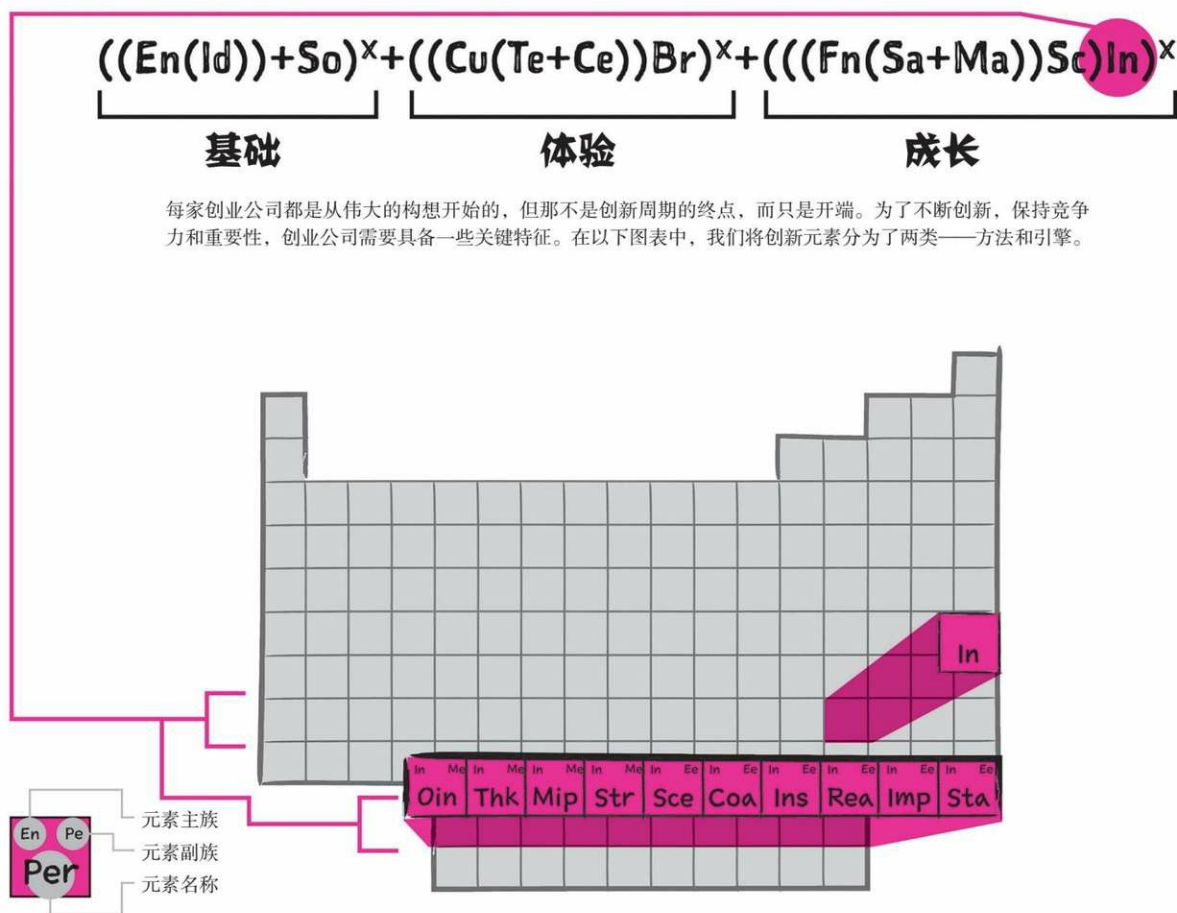 ((En(Id))+So)ˣ+((Cu(Te+Ce))Br)ˣ+(((Fn(Sa+Ma))Sc)In)ˣ
基础 体验 成长
每家创业公司都是从伟大的构想开始的，但那不是创新周期的终点，而只是开端。为了不断创新，保持竞争
力和重要性，创业公司需要具备一些关键特征。在以下图表中，我们将创新元素分为了两类——方法和引擎。
In
In Me In Me In Me In Me In Ee In Ee In Ee In Ee In Ee In Ee
Oin Thk Mip Str Sce Coa Ins Rea Imp Sta
元素主族
En Pe
元素副族
Per
元素名称